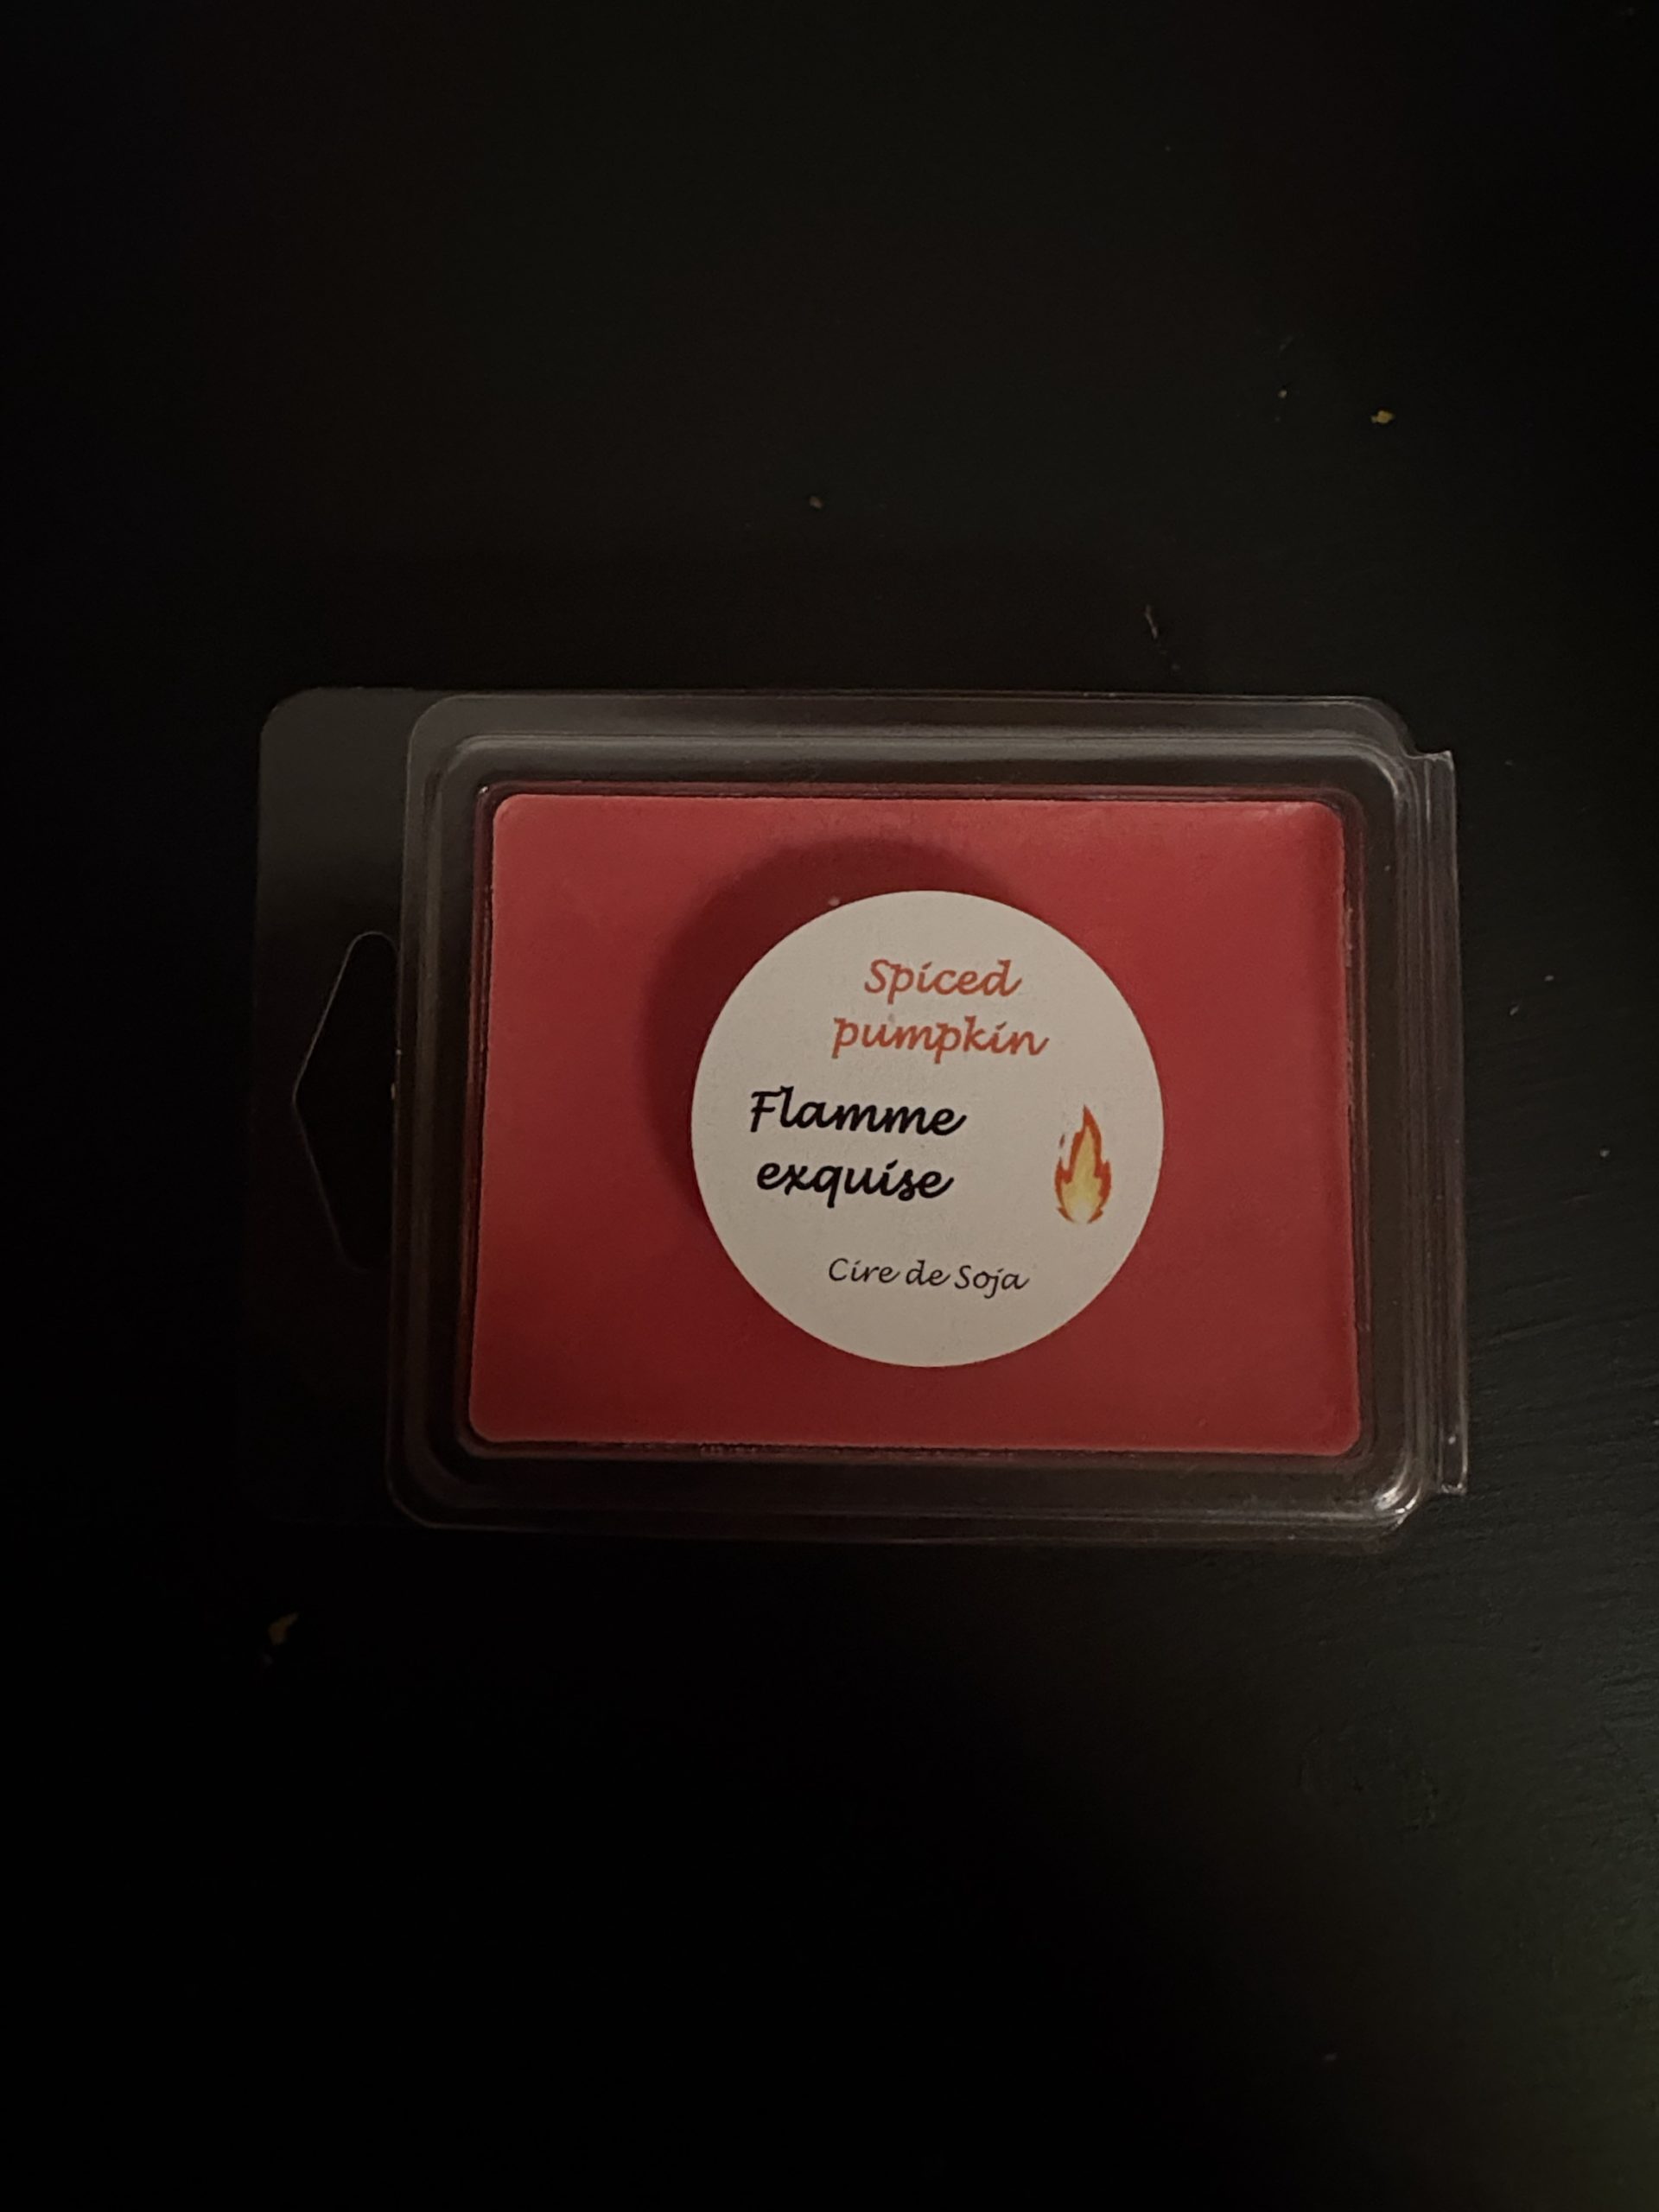 Spiced
pumpkin
Flamme
exquise
Cire de Soja